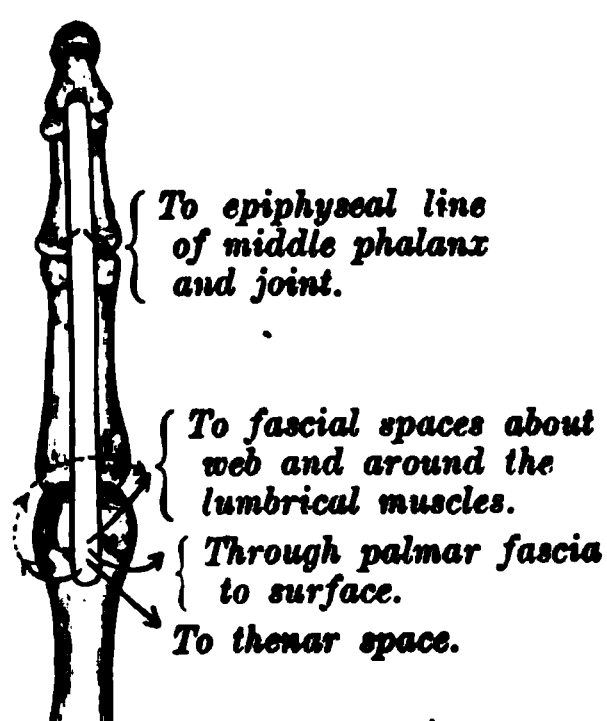 To epiphyseal line
of middle phalanx
and joint.
To fascial spaces about
web and around the
lumbrical muscles.
Through palmar fascia
to surface.
To thenar space.